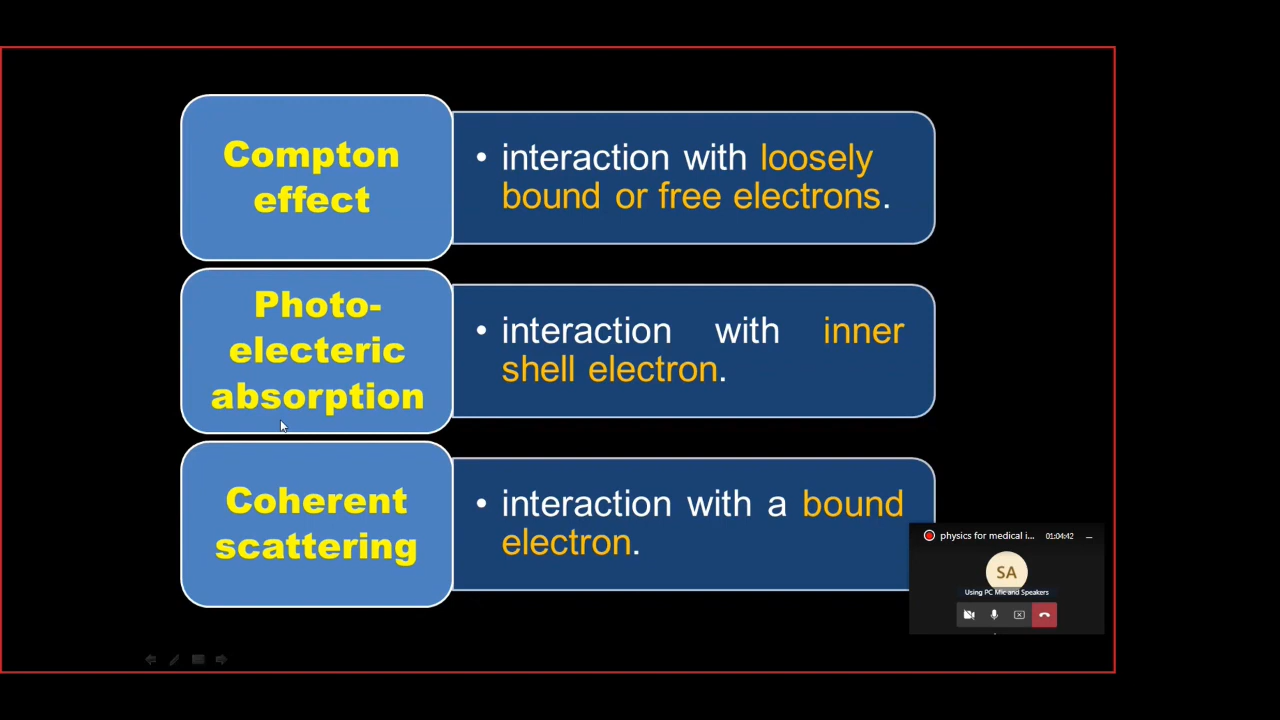 Compton
effect
• interaction with loosely
bound or free electrons.
Photo-
electeric
absorption
• interaction with inner
shell electron.
Coherent
scattering
• interaction with a bound
electron.
physics for medical i... 01:04:42
SA
Using PC Mic and Speakers